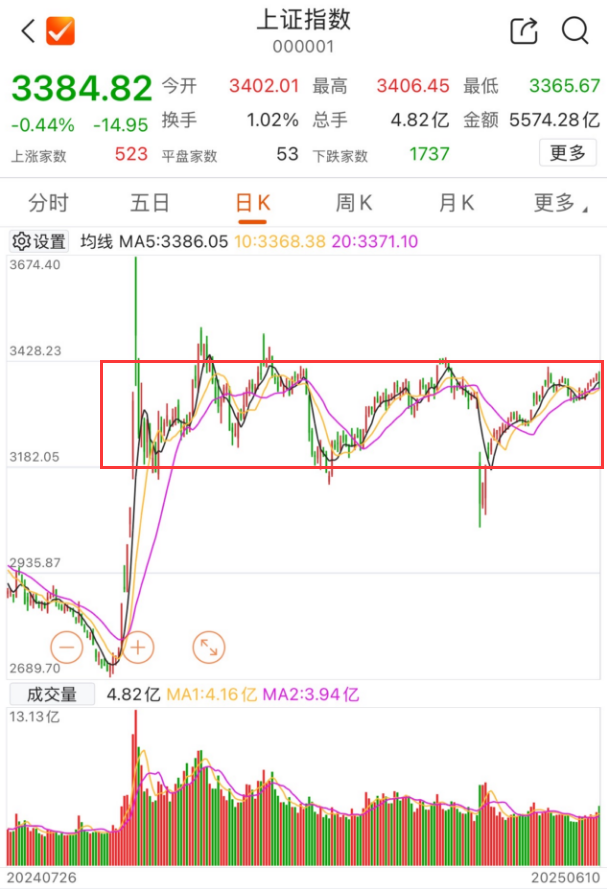 上证指数
000001
3384.82 今开 3402.01 最高 3406.45 最低 3365.67
-0.44% -14.95 换手 1.02% 总手 4.82亿 金额 5574.28亿
上涨家数 523 平盘家数 53 下跌家数 1737 更多
分时 五日 日K 周K 月K 更多
设置 均线 MA5:3386.05 10:3368.38 20:3371.10
3674.40
3428.23
3182.05
2935.87
2689.70
成交量 4.82亿 MA1:4.16亿 MA2:3.94亿
13.13亿
20240726 20250610